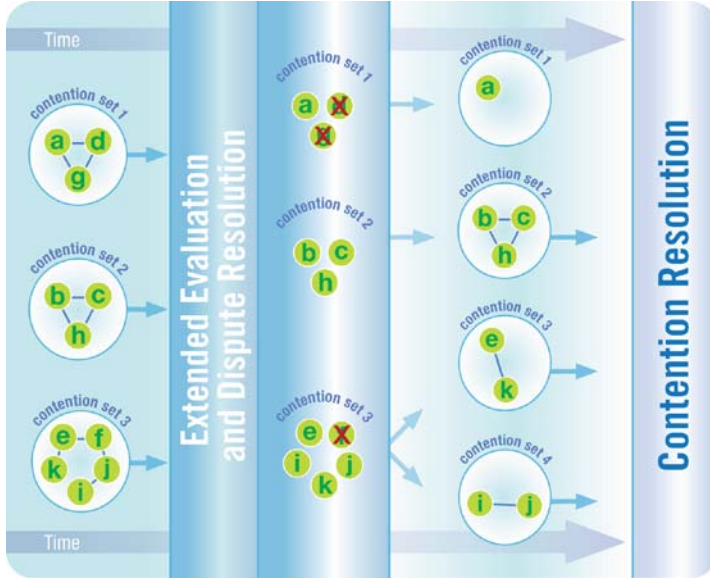 Time
contention set 1
a d
g
contention set 2
b c
h
contention set 3
e f
k j
i
Time
Extended Evaluation
and Dispute Resolution
contention set 1
a
contention set 2
b c
h
contention set 3
e
i j
k
contention set 1
a
contention set 2
b c
h
contention set 3
e
k
contention set 4
i j
Contention Resolution